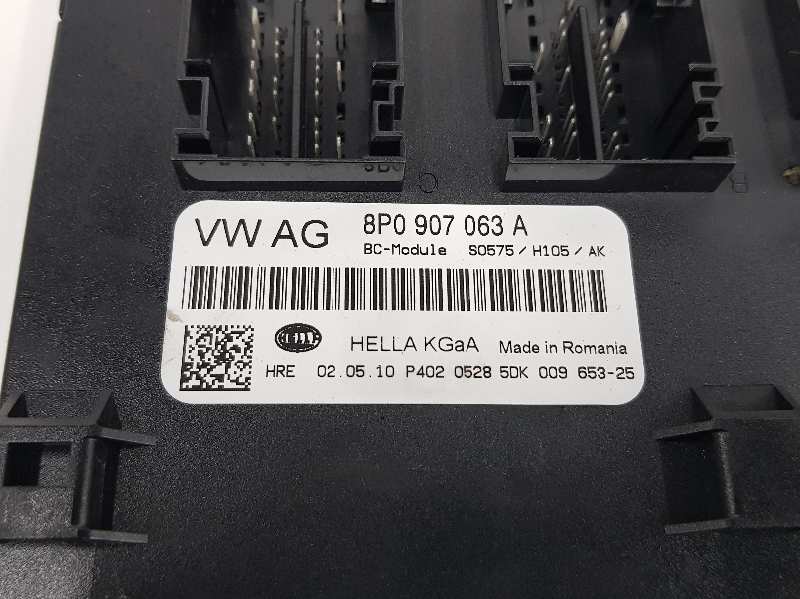 VW AG 8P0 907 063 A
BC-Module S0575/H105/AK
HELLA HELLA KGaA Made in Romania
HRE 02.05.10 P402 0528 5DK 009 653-25
C
B